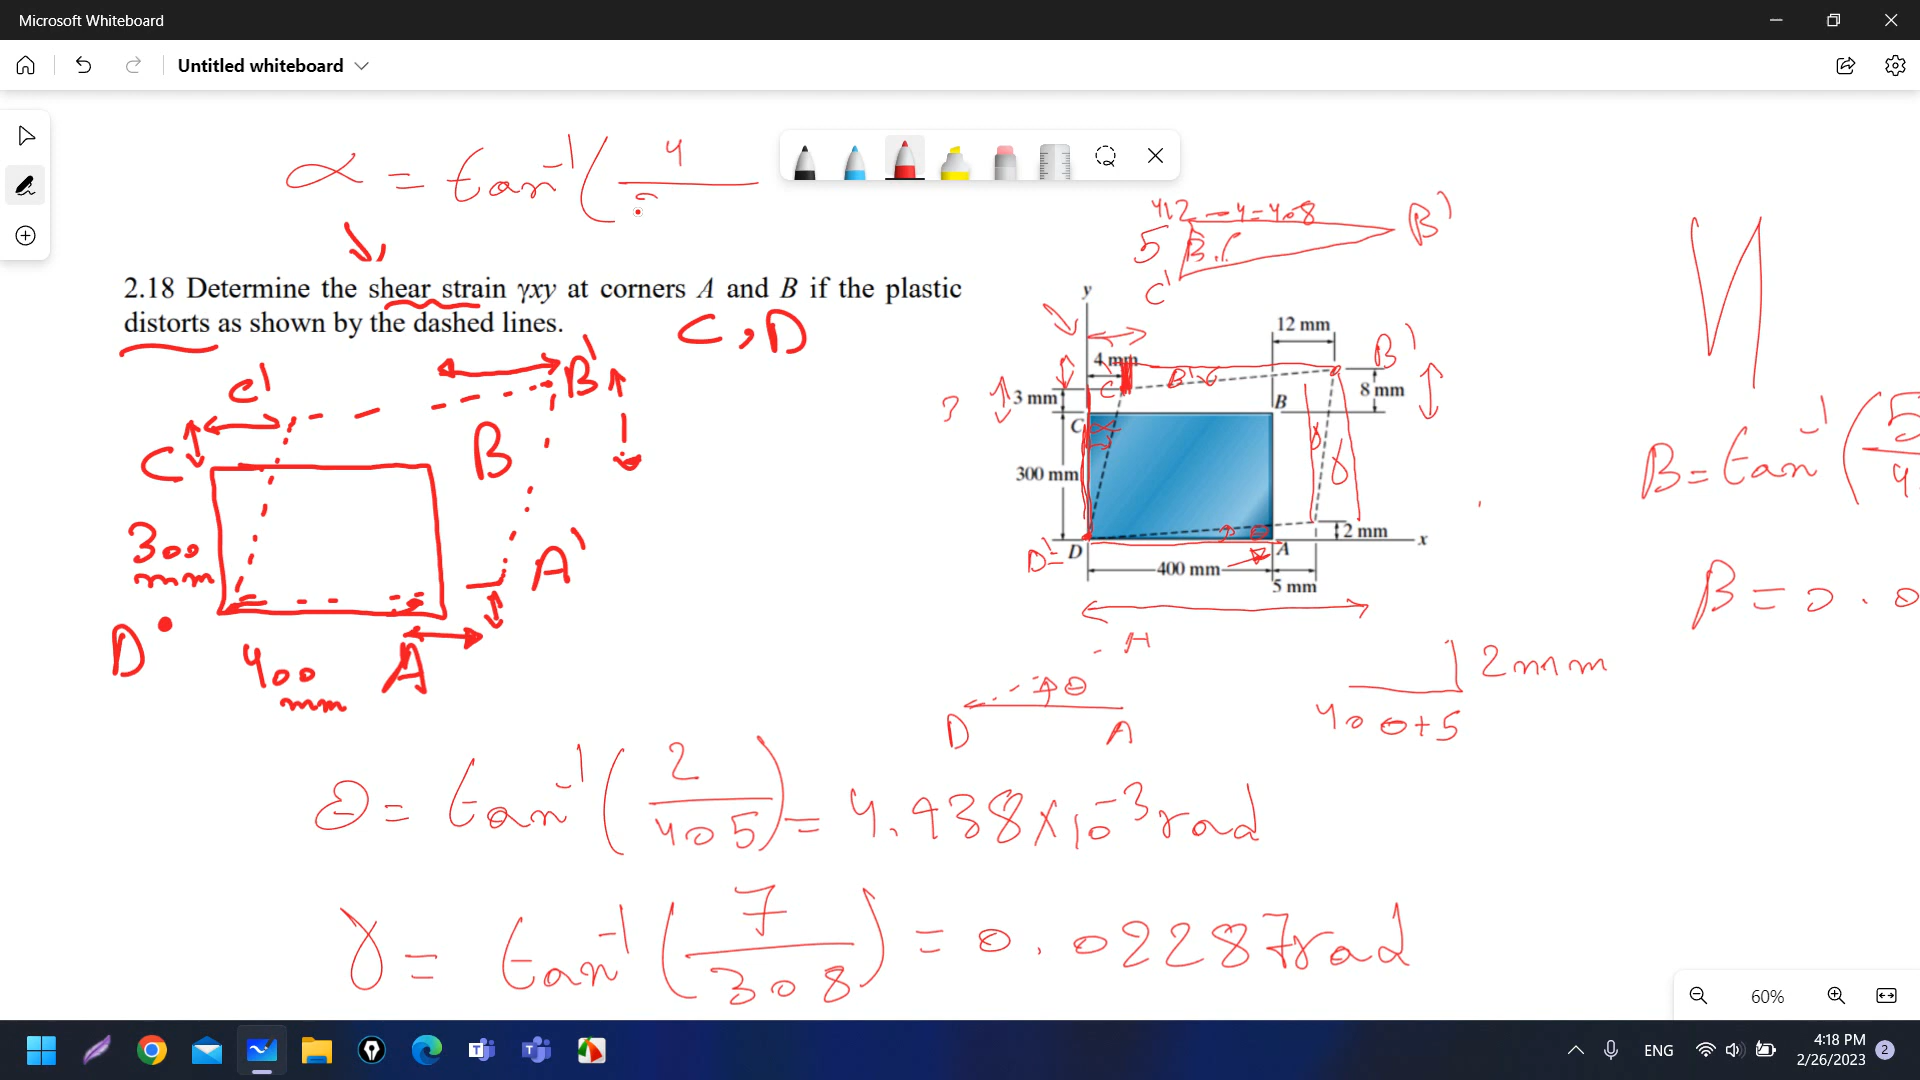 Microsoft Whiteboard
Untitled whiteboard
α = tan⁻¹( 4
2.18 Determine the shear strain γxy at corners A and B if the plastic
distorts as shown by the dashed lines.
C, D
C' B'
C B
300 mm
A'
D 400 mm A
412 - 4 = 408
B'
5 B.
C'
y
12 mm
4 mm
B'
3 mm
?
C'
B
8 mm
C
α
300 mm
γ
γ
D'
D
θ
A
2 mm
x
400 mm
5 mm
θ
D A
2 mm
400+5
B = tan⁻¹( 5
4
B = 0.0
θ = tan⁻¹( 2 / 405 ) = 4.938 × 10⁻³ rad
γ = tan⁻¹( 7 / 308 ) = 0.02287 rad
60%
ENG
4:18 PM
2/26/2023
2